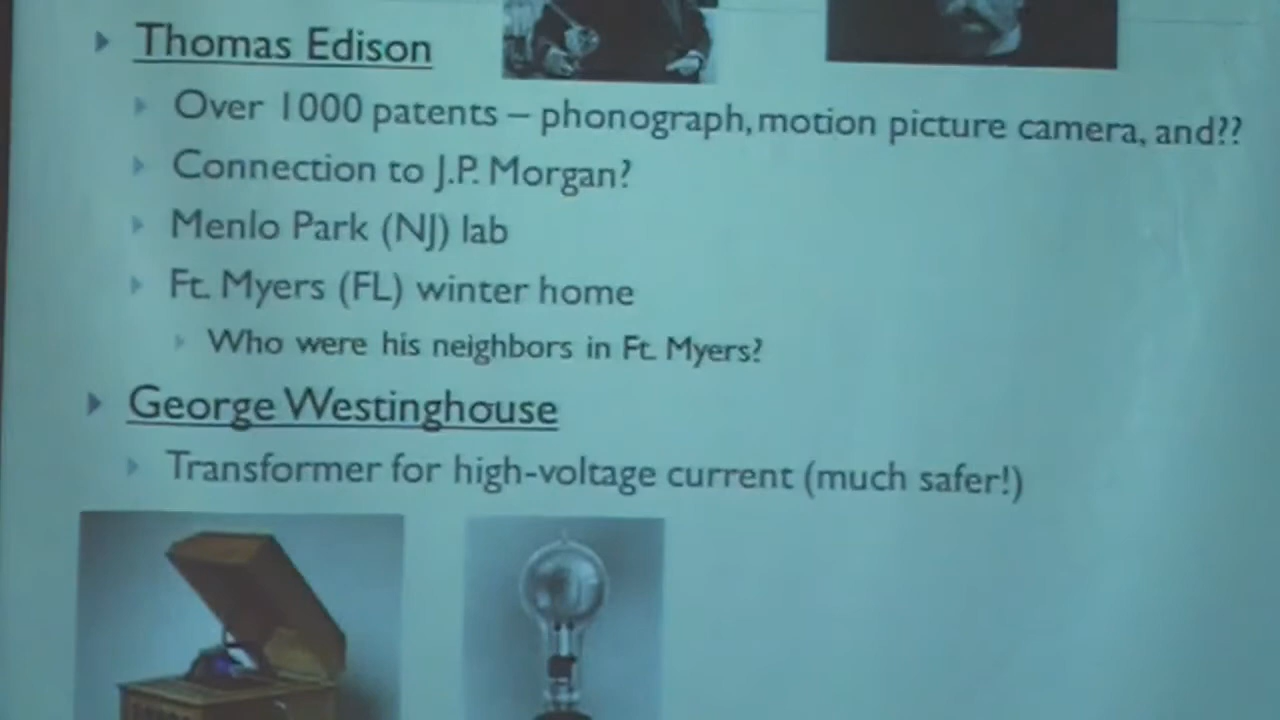 Thomas Edison
Over 1000 patents – phonograph, motion picture camera, and??
Connection to J.P. Morgan?
Menlo Park (NJ) lab
Ft. Myers (FL) winter home
Who were his neighbors in Ft. Myers?
George Westinghouse
Transformer for high-voltage current (much safer!)